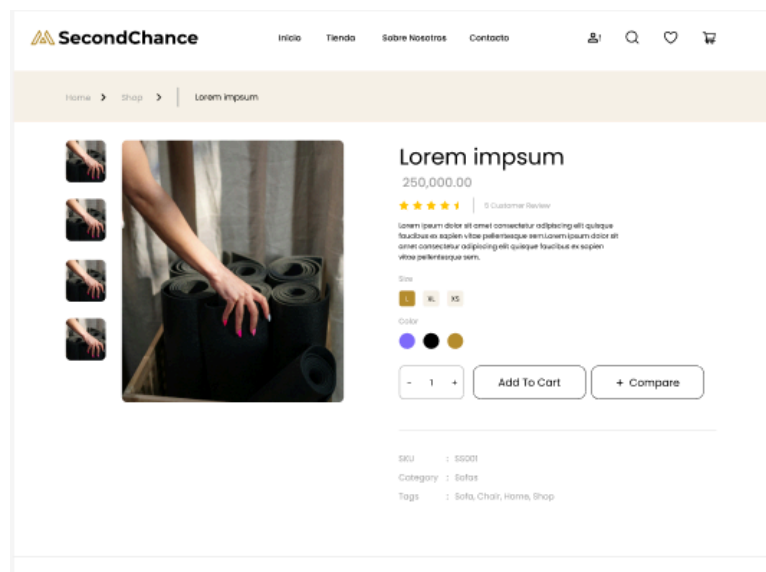 SecondChance
Inicio Tienda Sobre Nosotros Contacto
Home > Shop > Lorem impsum
Lorem impsum
250,000.00
5 Customer Review
Lorem ipsum dolor sit amet consectetur adipiscing elit quisque
faucibus ex sapien vitae pellentesque sem.Lorem ipsum dolor sit
amet consectetur adipiscing elit quisque faucibus ex sapien
vitae pellentesque sem.
Size
L XL XS
Color
- 1 +
Add To Cart
+ Compare
SKU : SS001
Category : Sofas
Tags : Sofa, Chair, Home, Shop